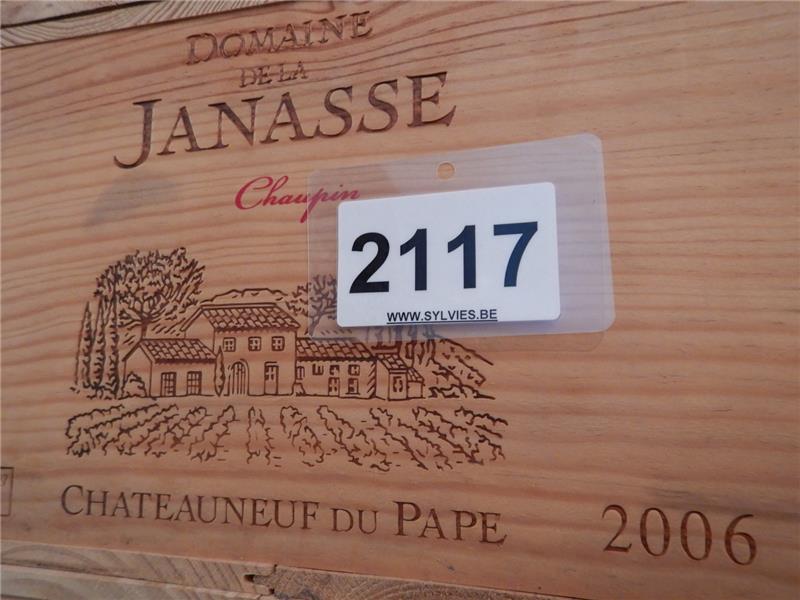 DOMAINE
DE LA
JANASSE
Chaupin
2117
WWW.SYLVIES.BE
CHATEAUNEUF DU PAPE
2006